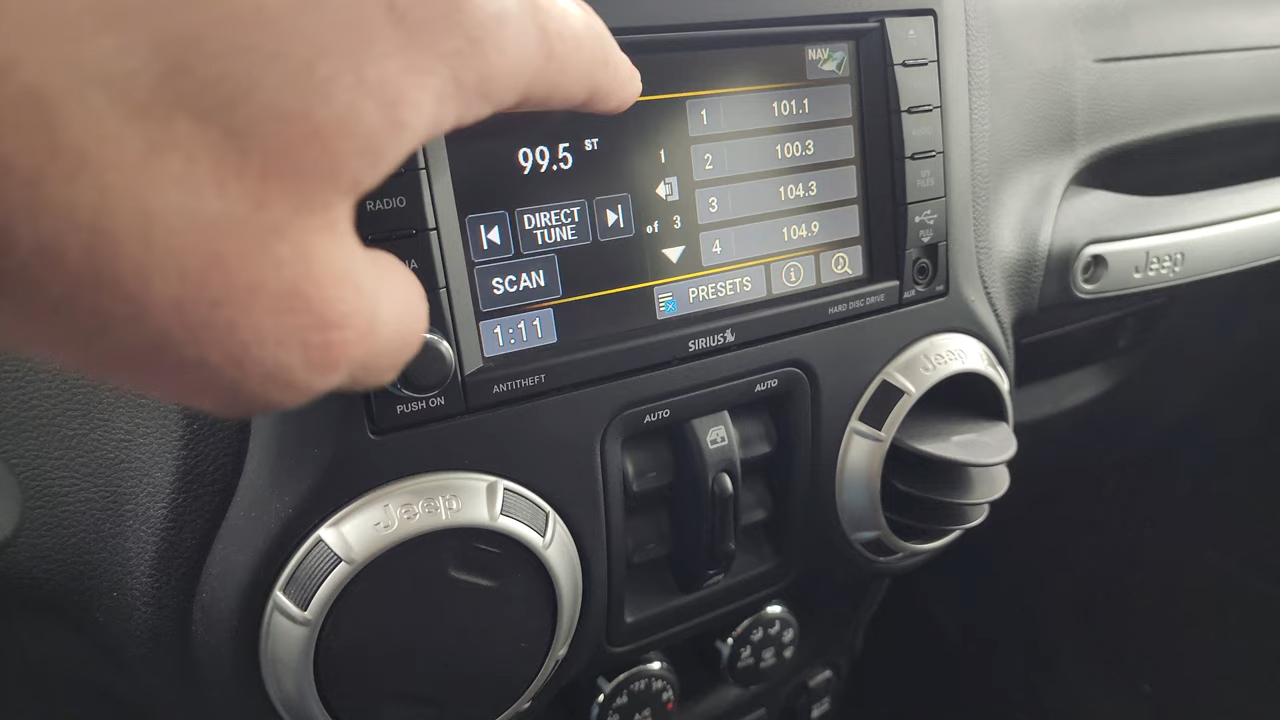 NAV
1 101.1
99.5 ST
1
2 100.3
RADIO
3 104.3
DIRECT
TUNE
of 3
4 104.9
SCAN
PRESETS
1:11
MY
FILES
PULL
AUX
HARD DISC DRIVE
SIRIUS
ANTITHEFT
PUSH ON
AUTO
AUTO
Jeep
Jeep
Jeep